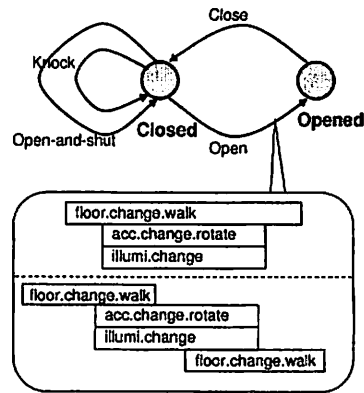 Close
Knock
Closed
Opened
Open-and-shut
Open
floor.change.walk
acc.change.rotate
illumi.change
floor.change.walk
acc.change.rotate
illumi.change
floor.change.walk